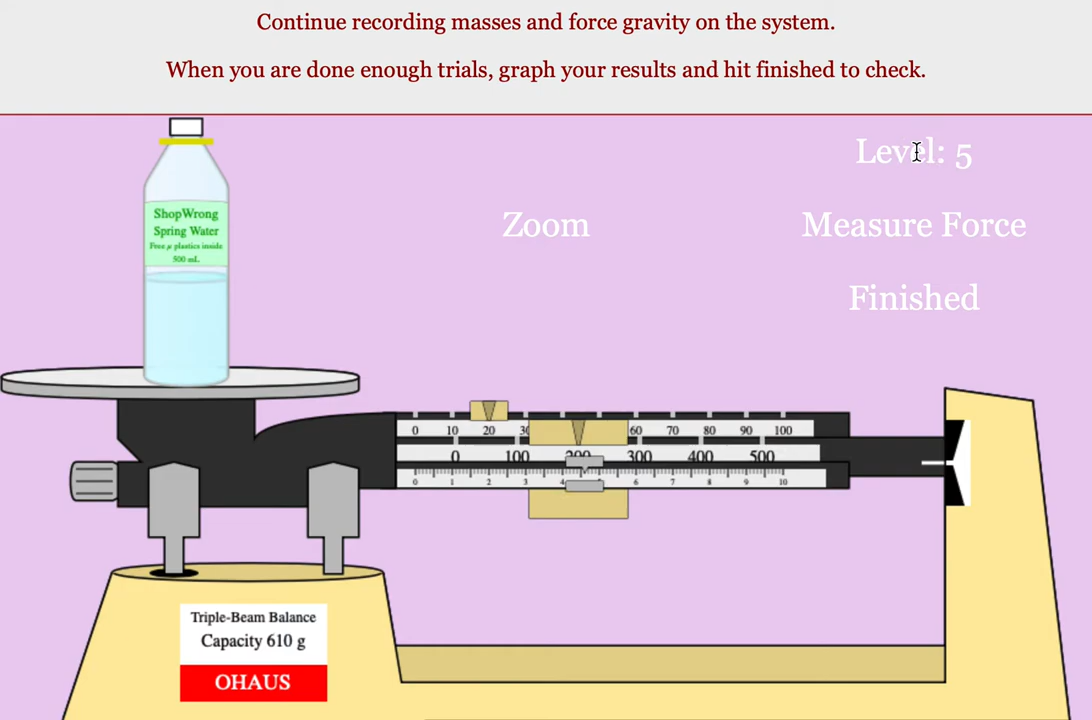 Continue recording masses and force gravity on the system.
When you are done enough trials, graph your results and hit finished to check.
Level: 5
Zoom
Measure Force
Finished
ShopWrong
Spring Water
Free μ plastics inside
500 mL
0 10 20 60 70 80 90 100
0 100 300 400 500
0 1 2 3 6 7 8 9 10
Triple-Beam Balance
Capacity 610 g
OHAUS